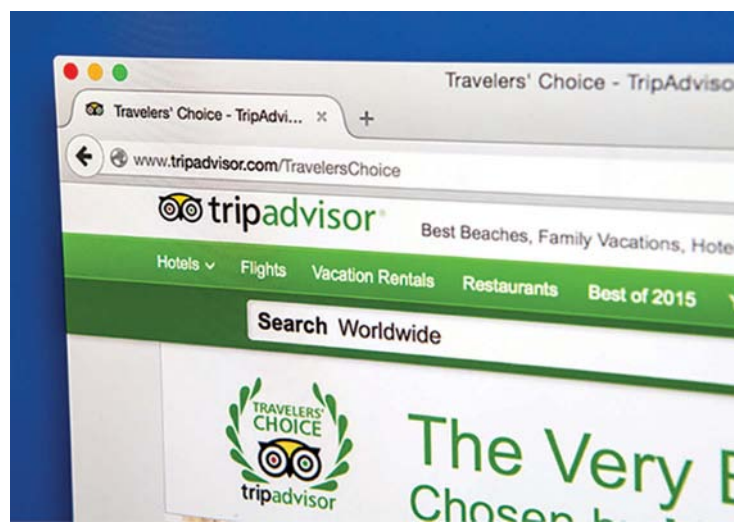 Travelers' Choice - TripAdviso
Travelers' Choice - TripAdvi... × +
www.tripadvisor.com/TravelersChoice
tripadvisor® Best Beaches, Family Vacations, Hote
Hotels Flights Vacation Rentals Restaurants Best of 2015
Search Worldwide
TRAVELERS'
CHOICE
tripadvisor
The Very
Chosen